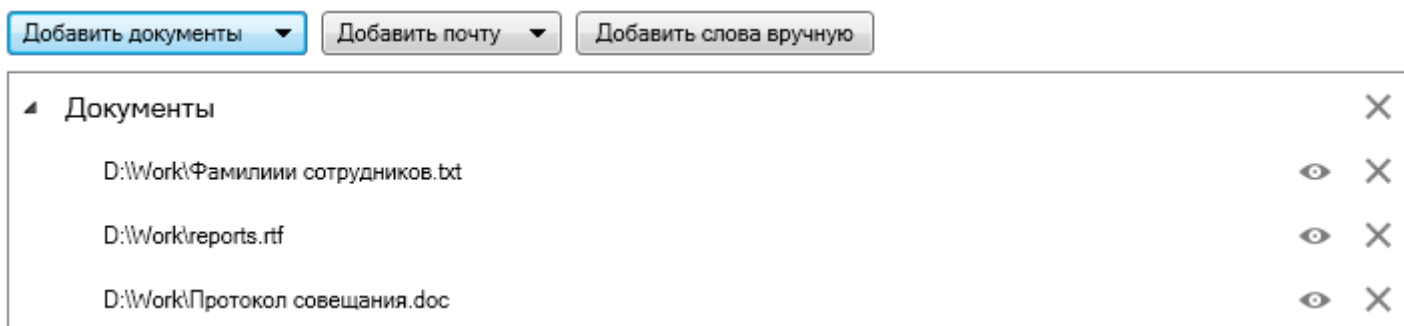 Добавить документы Добавить почту Добавить слова вручную
Документы
D:\Work\Фамилиии сотрудников.txt
D:\Work\reports.rtf
D:\Work\Протокол совещания.doc